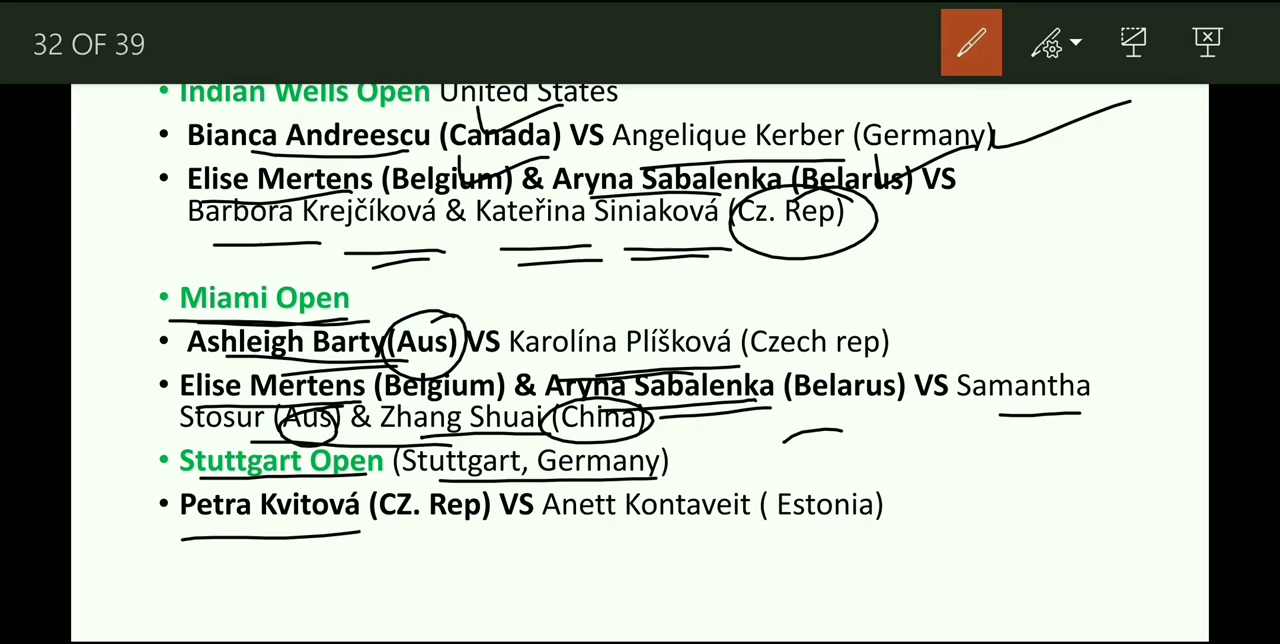 32 OF 39
• Indian Wells Open United States
• Bianca Andreescu (Canada) VS Angelique Kerber (Germany)
• Elise Mertens (Belgium) & Aryna Sabalenka (Belarus) VS
Barbora Krejčíková & Kateřina Siniaková (Cz. Rep)
• Miami Open
• Ashleigh Barty(Aus) VS Karolína Plíšková (Czech rep)
• Elise Mertens (Belgium) & Aryna Sabalenka (Belarus) VS Samantha
Stosur (Aus) & Zhang Shuai (China)
• Stuttgart Open (Stuttgart, Germany)
• Petra Kvitová (CZ. Rep) VS Anett Kontaveit ( Estonia)